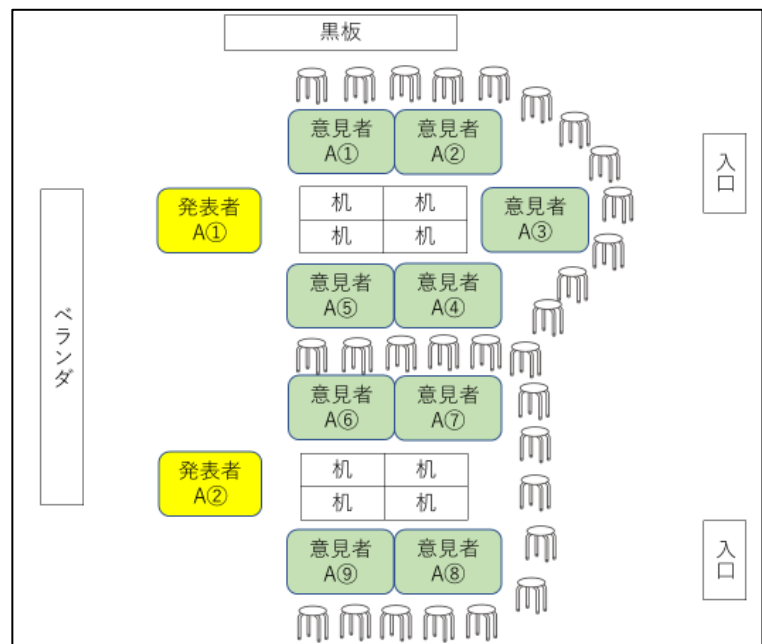 黒板
意見者
A①
意見者
A②
入口
発表者
A①
机
机
机
机
意見者
A③
意見者
A⑤
意見者
A④
ベランダ
意見者
A⑥
意見者
A⑦
発表者
A②
机
机
机
机
意見者
A⑨
意見者
A⑧
入口